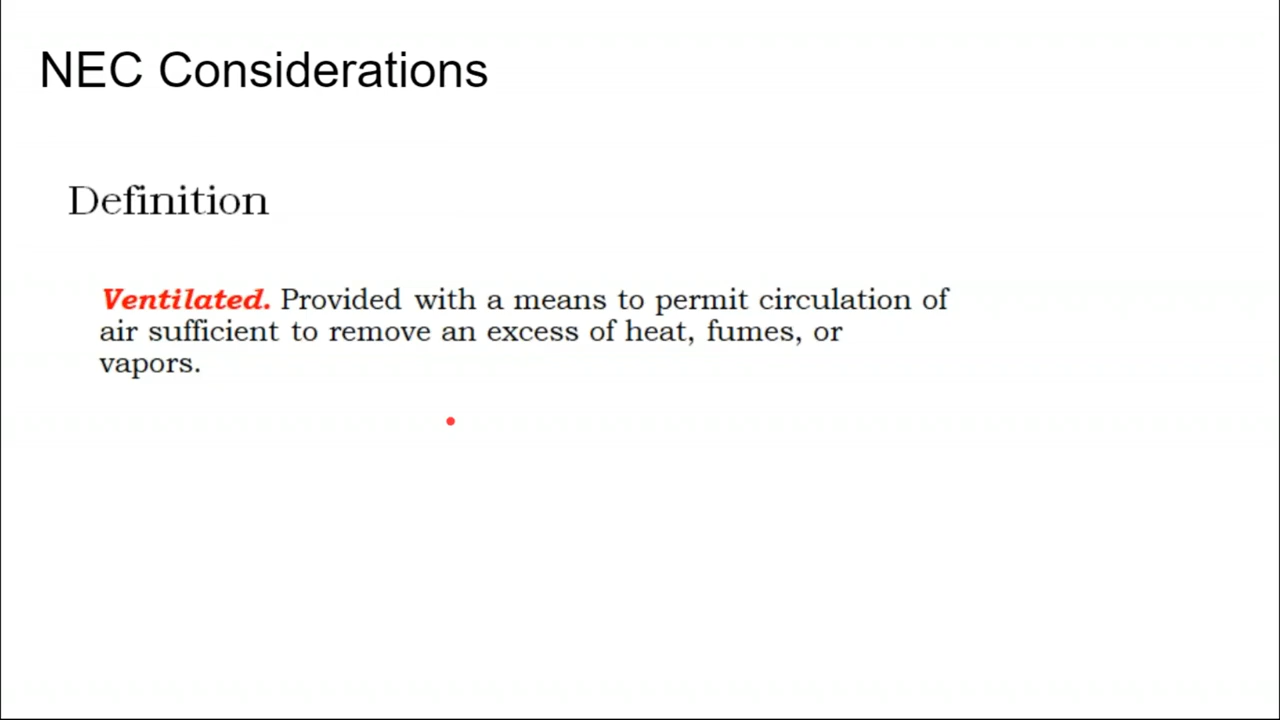 NEC Considerations
Definition
Ventilated. Provided with a means to permit circulation of
air sufficient to remove an excess of heat, fumes, or
vapors.